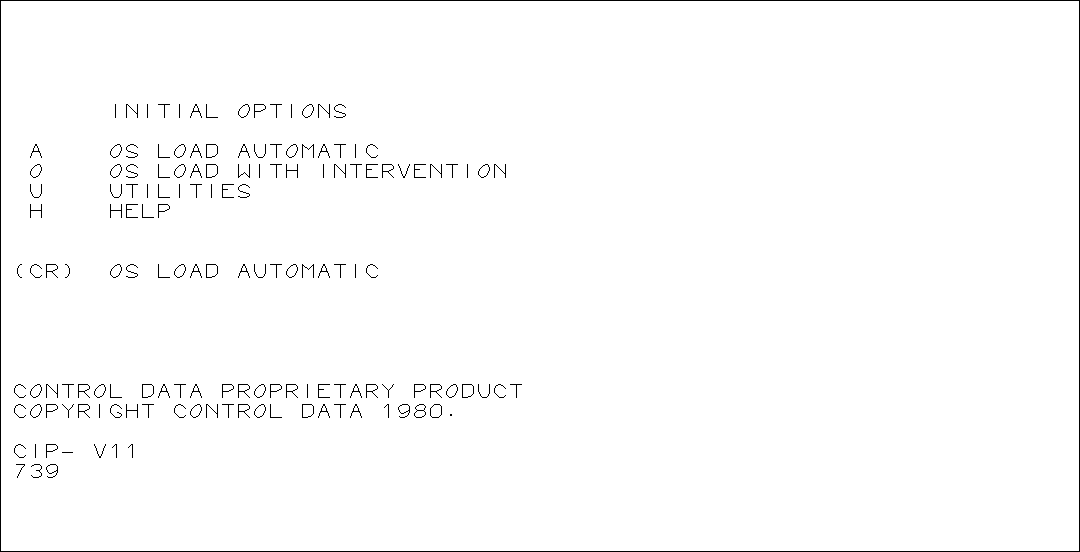 INITIAL OPTIONS
A OS LOAD AUTOMATIC
O OS LOAD WITH INTERVENTION
U UTILITIES
H HELP
(CR) OS LOAD AUTOMATIC
CONTROL DATA PROPRIETARY PRODUCT
COPYRIGHT CONTROL DATA 1980.
CIP- V11
739